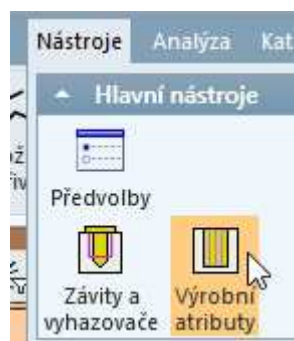 Nástroje Analýza
Hlavní nástroje
Předvolby
Závity a vyhazovače
Výrobní atributy